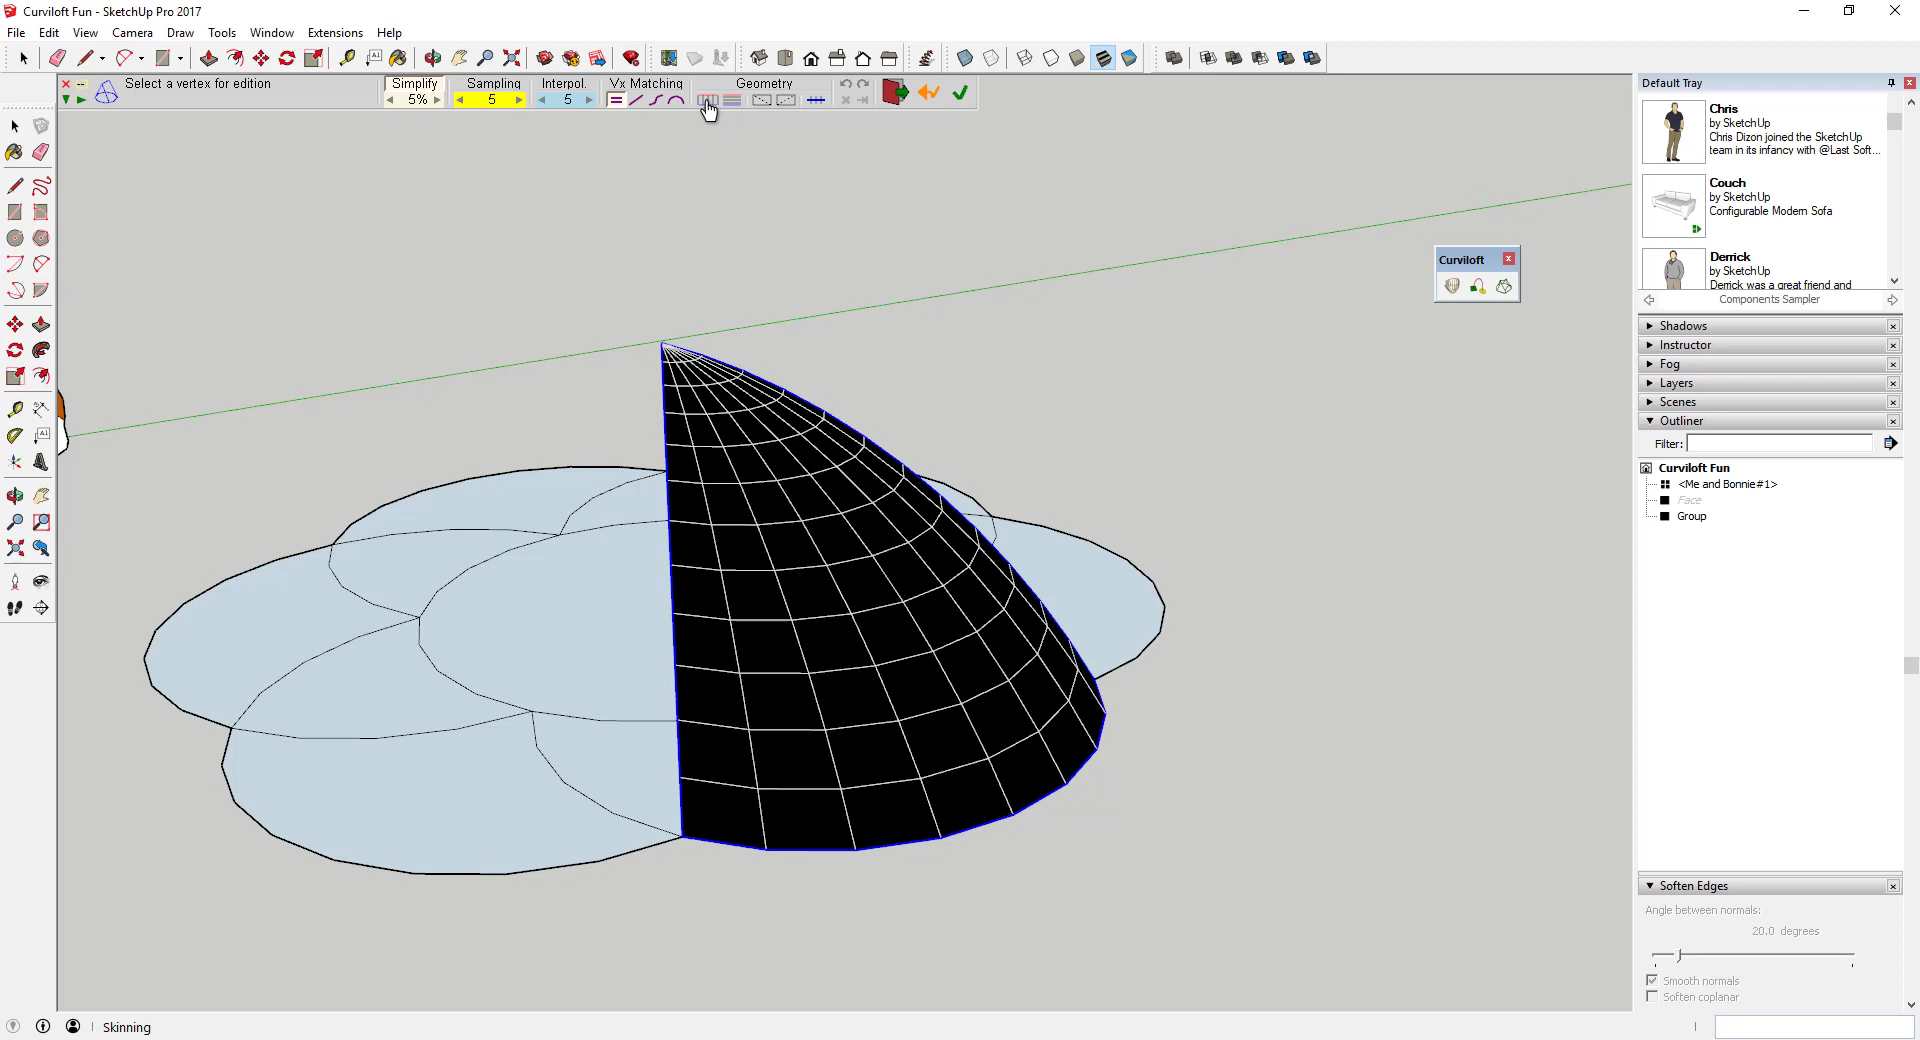 Curviloft Fun - SketchUp Pro 2017
File Edit View Camera Draw Tools Window Extensions Help
Select a vertex for edition
Simplify Sampling Interpol. Vx Matching Geometry
5% 5 5
Default Tray
Chris
by SketchUp
Chris Dizon joined the SketchUp
team in its infancy with @Last Soft...
Couch
by SketchUp
Configurable Modern Sofa
Derrick
by SketchUp
Derrick was a great friend and
Components Sampler
Curviloft
Shadows
Instructor
Fog
Layers
Scenes
Outliner
Filter:
Curviloft Fun
<Me and Bonnie#1>
Face
Group
Soften Edges
Angle between normals:
20.0 degrees
Smooth normals
Soften coplanar
Skinning